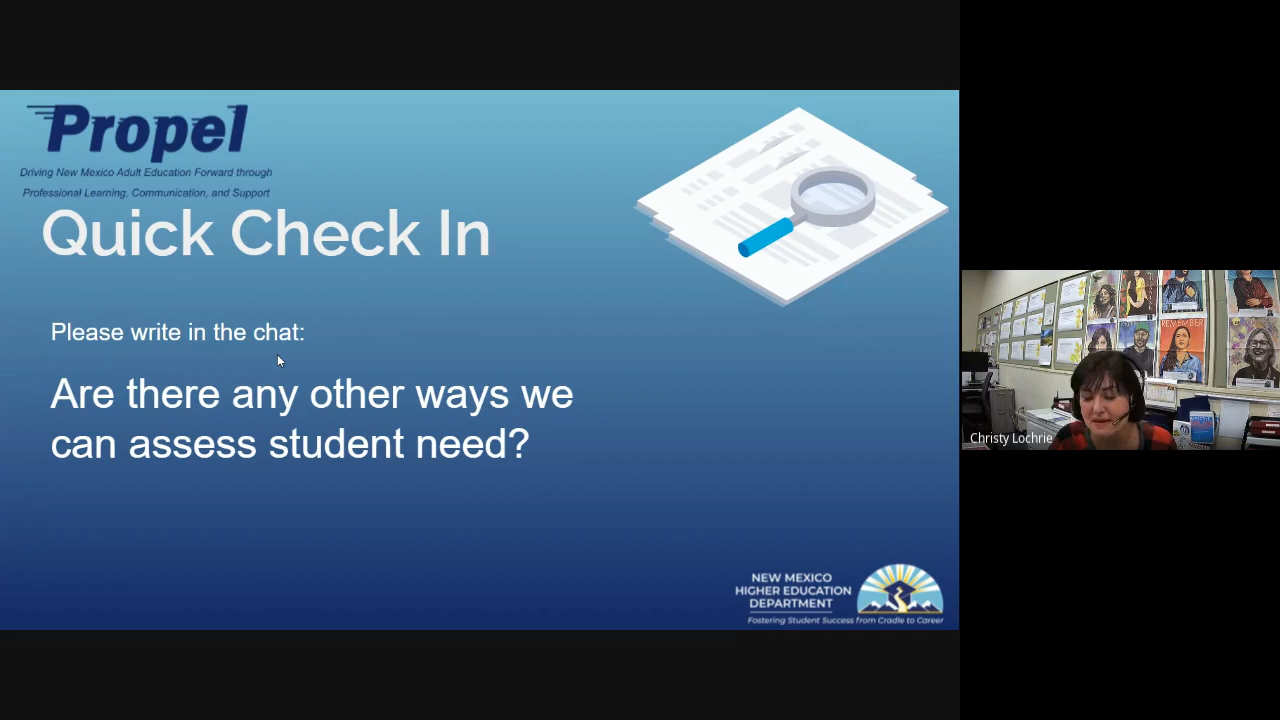 Propel
Driving New Mexico Adult Education Forward through
Professional Learning, Communication, and Support
Quick Check In
Please write in the chat:
Are there any other ways we
can assess student need?
NEW MEXICO
HIGHER EDUCATION
DEPARTMENT
Fostering Student Success from Cradle to Career
REMEMBER
Christy Lochrie